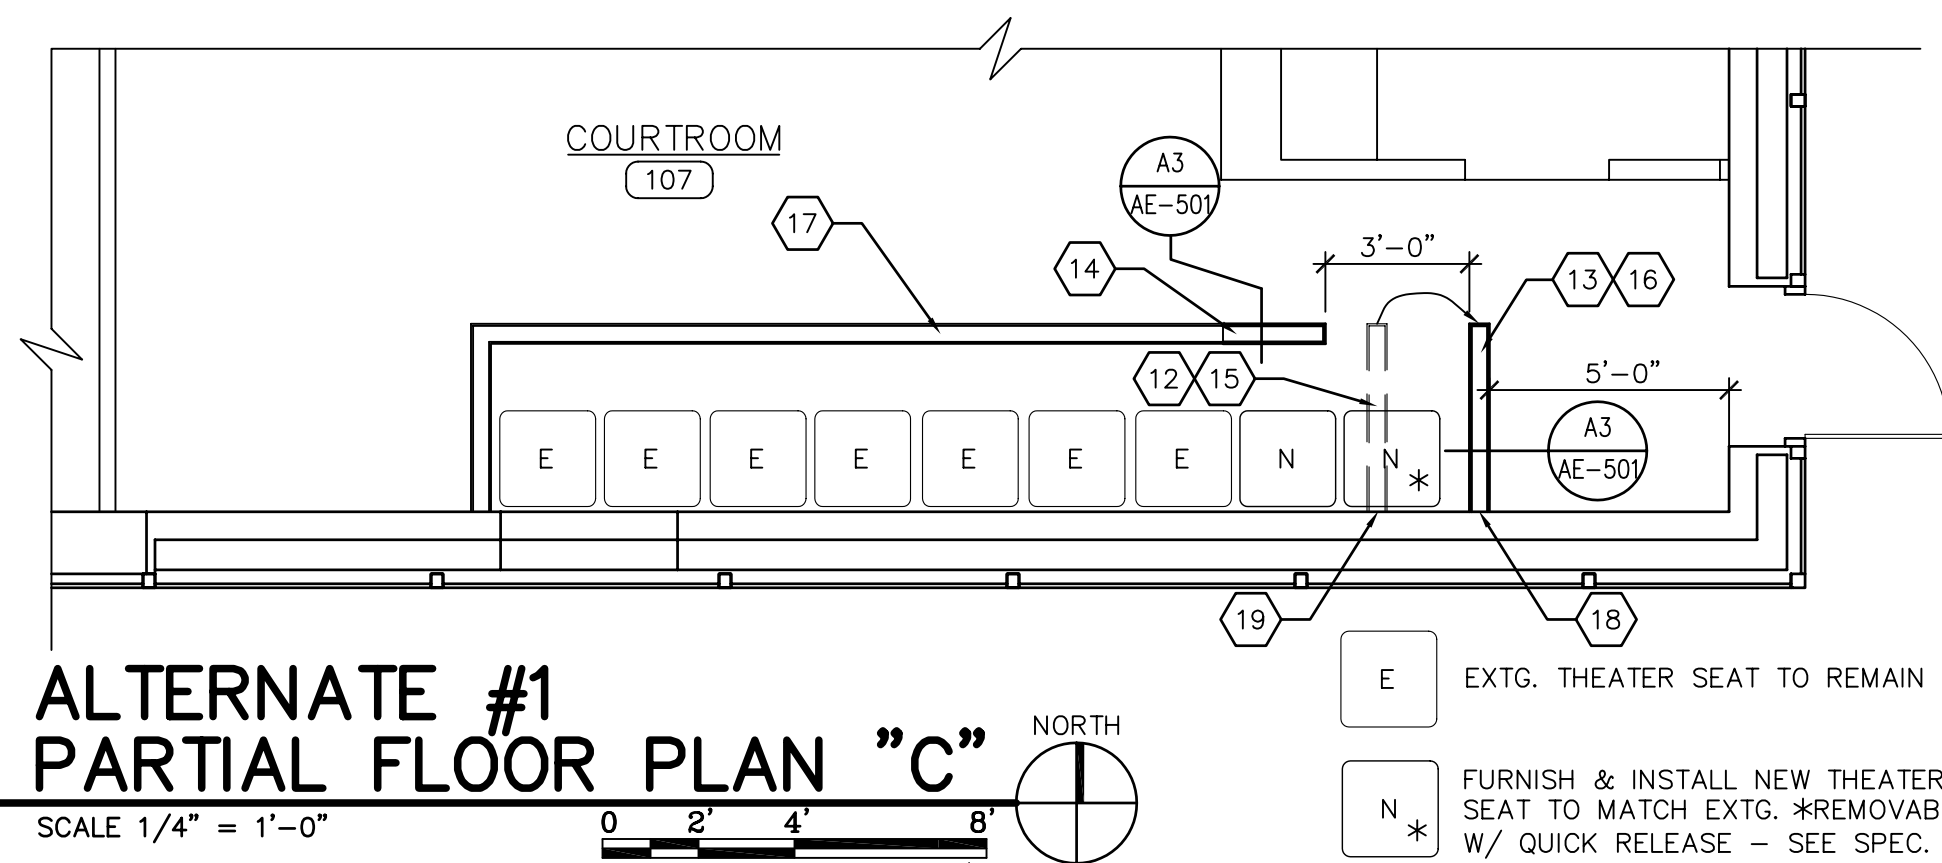 COURTROOM
107
A3
AE-501
17
14
3'-0"
13
16
12
15
5'-0"
A3
AE-501
E
E
E
E
E
E
E
N
N
*
19
18
E
EXTG. THEATER SEAT TO REMAIN
ALTERNATE #1
PARTIAL FLOOR PLAN "C"
NORTH
SCALE 1/4" = 1'-0"
0 2' 4' 8'
N
*
FURNISH & INSTALL NEW THEATER
SEAT TO MATCH EXTG. *REMOVAB
W/ QUICK RELEASE - SEE SPEC.